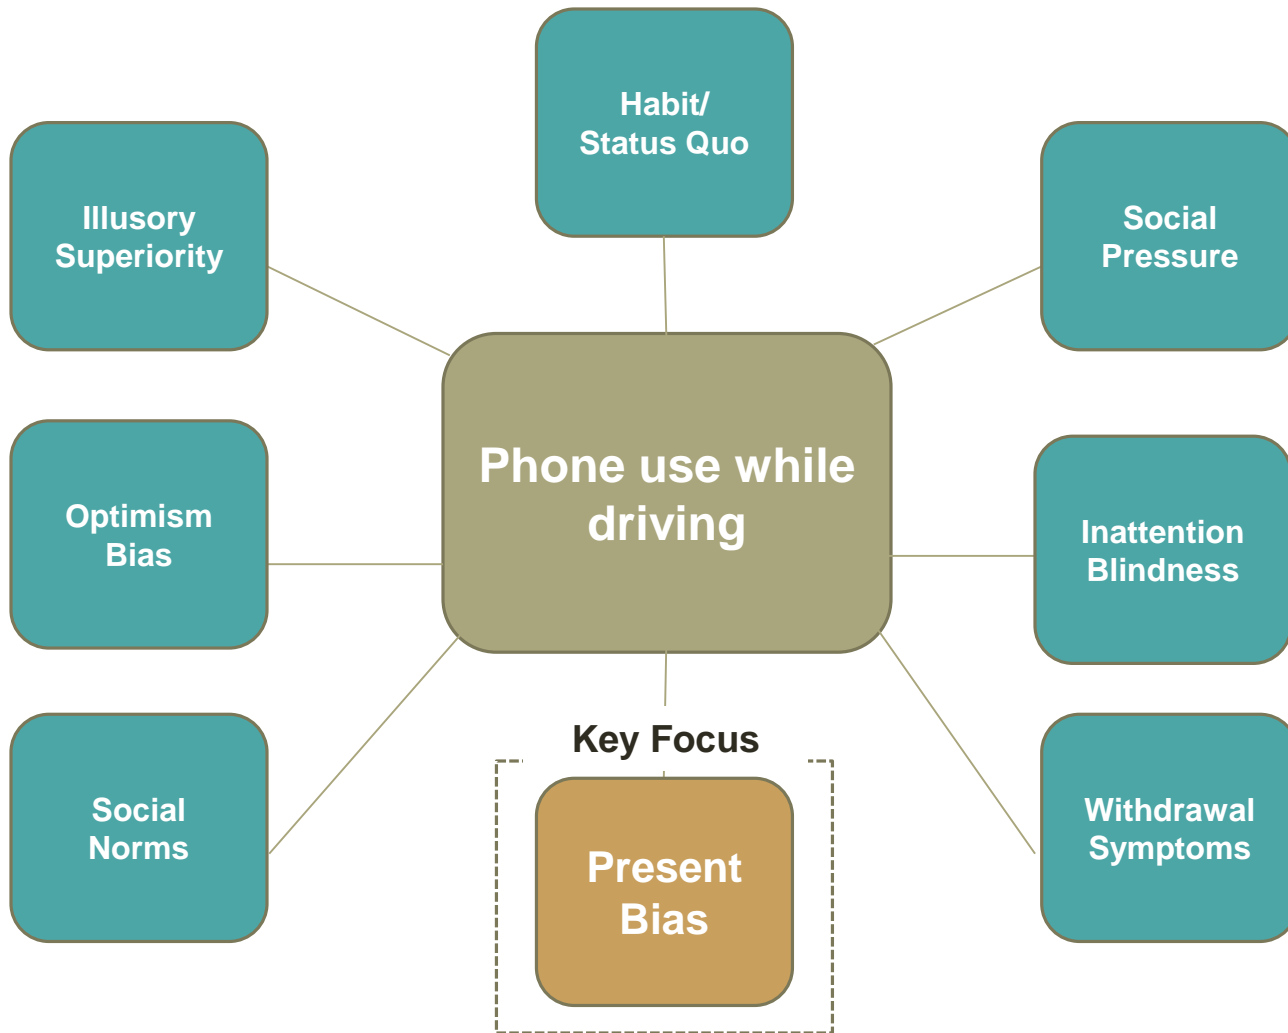 Habit/
Status Quo
Illusory
Superiority
Social
Pressure
Phone use while
driving
Optimism
Bias
Inattention
Blindness
Key Focus
Social
Norms
Present
Bias
Withdrawal
Symptoms